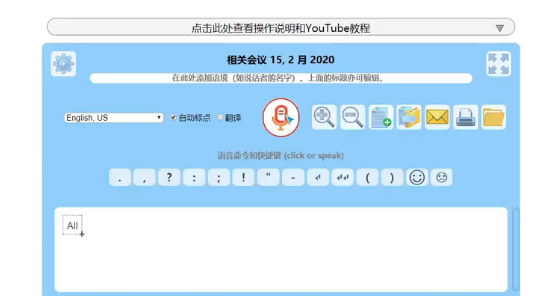 点击此处查看操作说明和YouTube教程
相关会议 15, 2 月 2020
在此处添加语境（如说话者的名字）。上面的标题亦可编辑。
English, US 自动标点 翻译
语言命令和快捷键 (click or speak)
. , ? : ; ! " - ( )
All